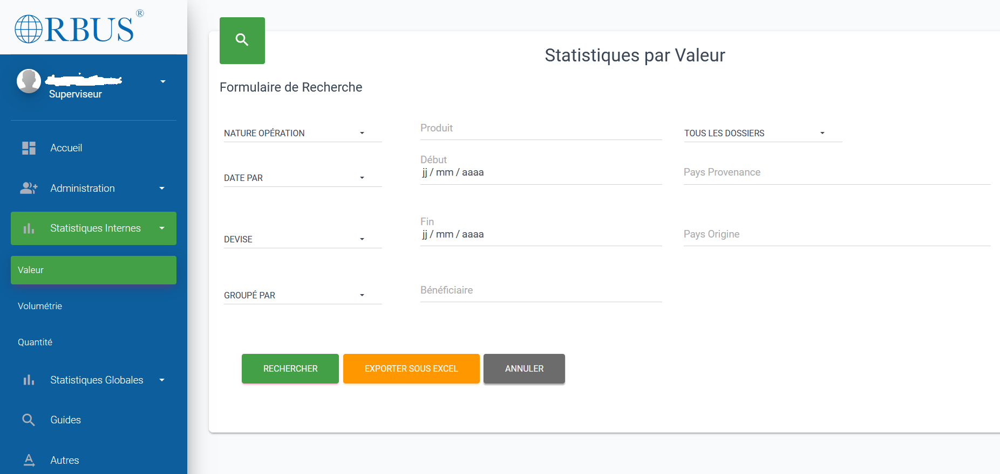 ORBUS®
Superviseur
Accueil
Administration
Statistiques Internes
Valeur
Volumétrie
Quantité
Statistiques Globales
Guides
Autres
Statistiques par Valeur
Formulaire de Recherche
NATURE OPÉRATION
Produit
TOUS LES DOSSIERS
DATE PAR
Début
jj / mm / aaaa
Pays Provenance
DEVISE
Fin
jj / mm / aaaa
Pays Origine
GROUPÉ PAR
Bénéficiaire
RECHERCHER
EXPORTER SOUS EXCEL
ANNULER